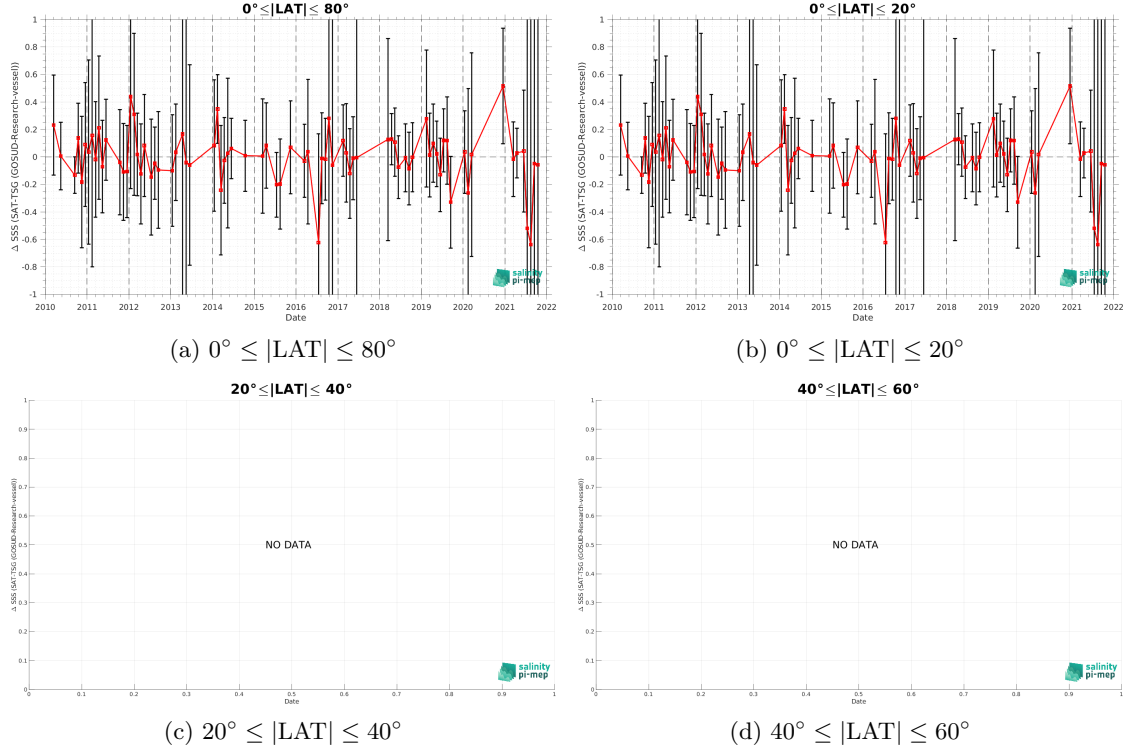 0°≤|LAT|≤ 80°
Δ SSS (SAT-TSG (GOSUD-Research-vessel))
1
0.8
0.6
0.4
0.2
0
-0.2
-0.4
-0.6
-0.8
-1
2010 2011 2012 2013 2014 2015 2016 2017 2018 2019 2020 2021 2022
Date
salinity
pi-mep
(a) 0° ≤ |LAT| ≤ 80°
0°≤|LAT|≤ 20°
Δ SSS (SAT-TSG (GOSUD-Research-vessel))
1
0.8
0.6
0.4
0.2
0
-0.2
-0.4
-0.6
-0.8
-1
2010 2011 2012 2013 2014 2015 2016 2017 2018 2019 2020 2021 2022
Date
salinity
pi-mep
(b) 0° ≤ |LAT| ≤ 20°
20°≤|LAT|≤ 40°
Δ SSS (SAT-TSG (GOSUD-Research-vessel))
1
0.9
0.8
0.7
0.6
0.5
0.4
0.3
0.2
0.1
0
NO DATA
0 0.1 0.2 0.3 0.4 0.5 0.6 0.7 0.8 0.9 1
Date
salinity
pi-mep
(c) 20° ≤ |LAT| ≤ 40°
40°≤|LAT|≤ 60°
Δ SSS (SAT-TSG (GOSUD-Research-vessel))
1
0.9
0.8
0.7
0.6
0.5
0.4
0.3
0.2
0.1
0
NO DATA
0 0.1 0.2 0.3 0.4 0.5 0.6 0.7 0.8 0.9 1
Date
salinity
pi-mep
(d) 40° ≤ |LAT| ≤ 60°